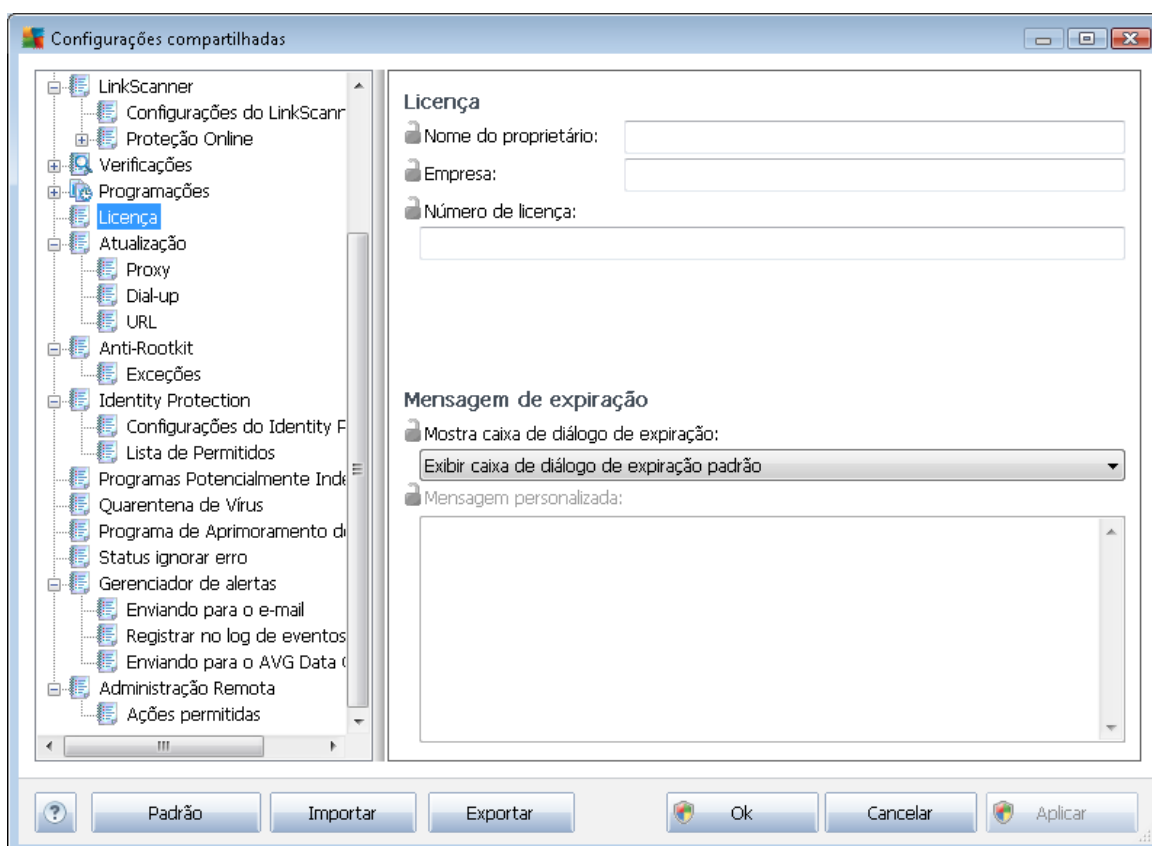 Configurações compartilhadas
LinkScanner
Configurações do LinkScanr
Proteção Online
Verificações
Programações
Licença
Atualização
Proxy
Dial-up
URL
Anti-Rootkit
Exceções
Identity Protection
Configurações do Identity P
Lista de Permitidos
Programas Potencialmente Inde
Quarentena de Vírus
Programa de Aprimoramento de
Status ignorar erro
Gerenciador de alertas
Enviando para o e-mail
Registrar no log de eventos
Enviando para o AVG Data C
Administração Remota
Ações permitidas
Licença
Nome do proprietário:
Empresa:
Número de licença:
Mensagem de expiração
Mostra caixa de diálogo de expiração:
Exibir caixa de diálogo de expiração padrão
Mensagem personalizada:
? Padrão Importar Exportar Ok Cancelar Aplicar